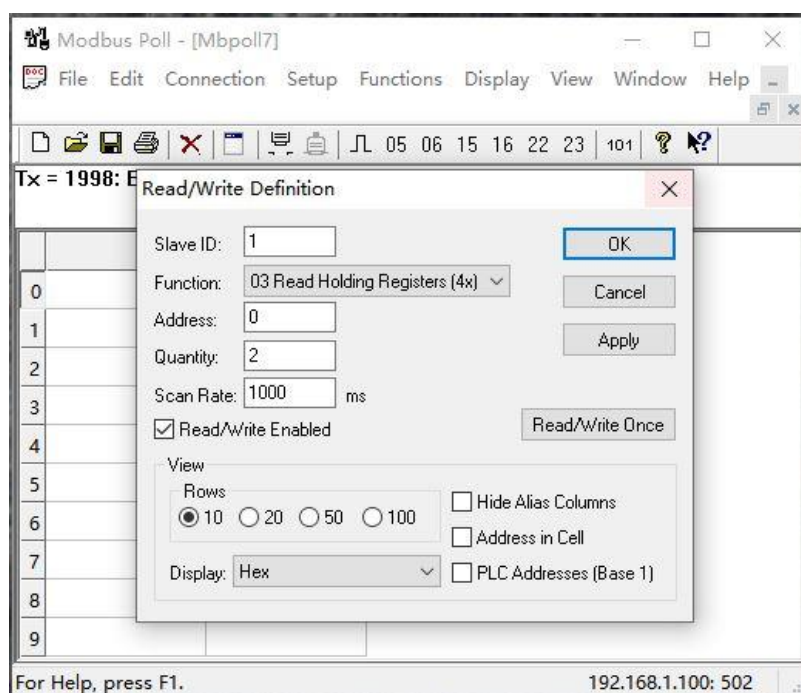 Modbus Poll - [Mbpoll7]
File Edit Connection Setup Functions Display View Window Help
05 06 15 16 22 23 101
Tx = 1998: E
Read/Write Definition
Slave ID: 1
OK
Function: 03 Read Holding Registers (4x)
Cancel
Address: 0
Apply
Quantity: 2
Scan Rate: 1000 ms
Read/Write Enabled
Read/Write Once
View
Rows
10 20 50 100
Hide Alias Columns
Address in Cell
Display: Hex
PLC Addresses (Base 1)
0
1
2
3
4
5
6
7
8
9
For Help, press F1.
192.168.1.100: 502